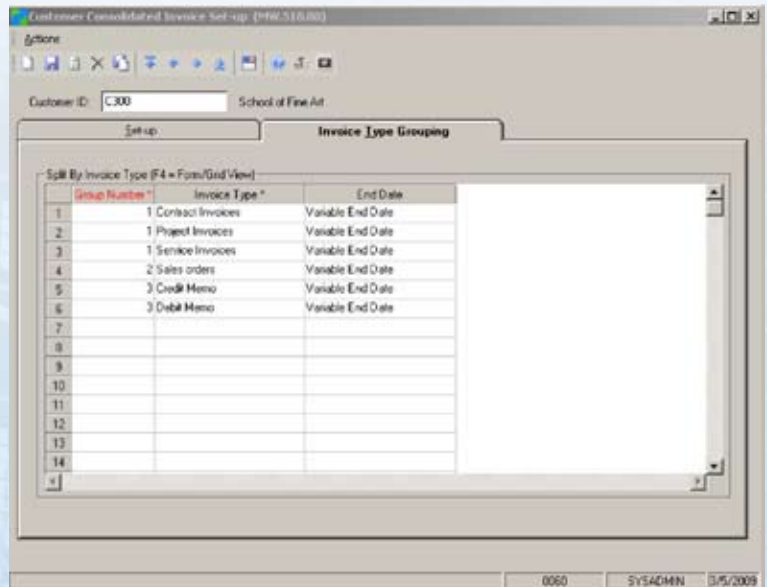 Customer Consolidated Invoice Set-up (MW.510.00)
Actions
Customer ID: C300 School of Fine Art
Set-up Invoice Type Grouping
Split By Invoice Type (F4 = Form/Grid View)
Group Number* Invoice Type* End Date
1 1 Contract Invoices Variable End Date
2 1 Project Invoices Variable End Date
3 1 Service Invoices Variable End Date
4 2 Sales orders Variable End Date
5 3 Credit Memo Variable End Date
6 3 Debit Memo Variable End Date
7
8
9
10
11
12
13
14
0060 SYSADMIN 3/5/2009